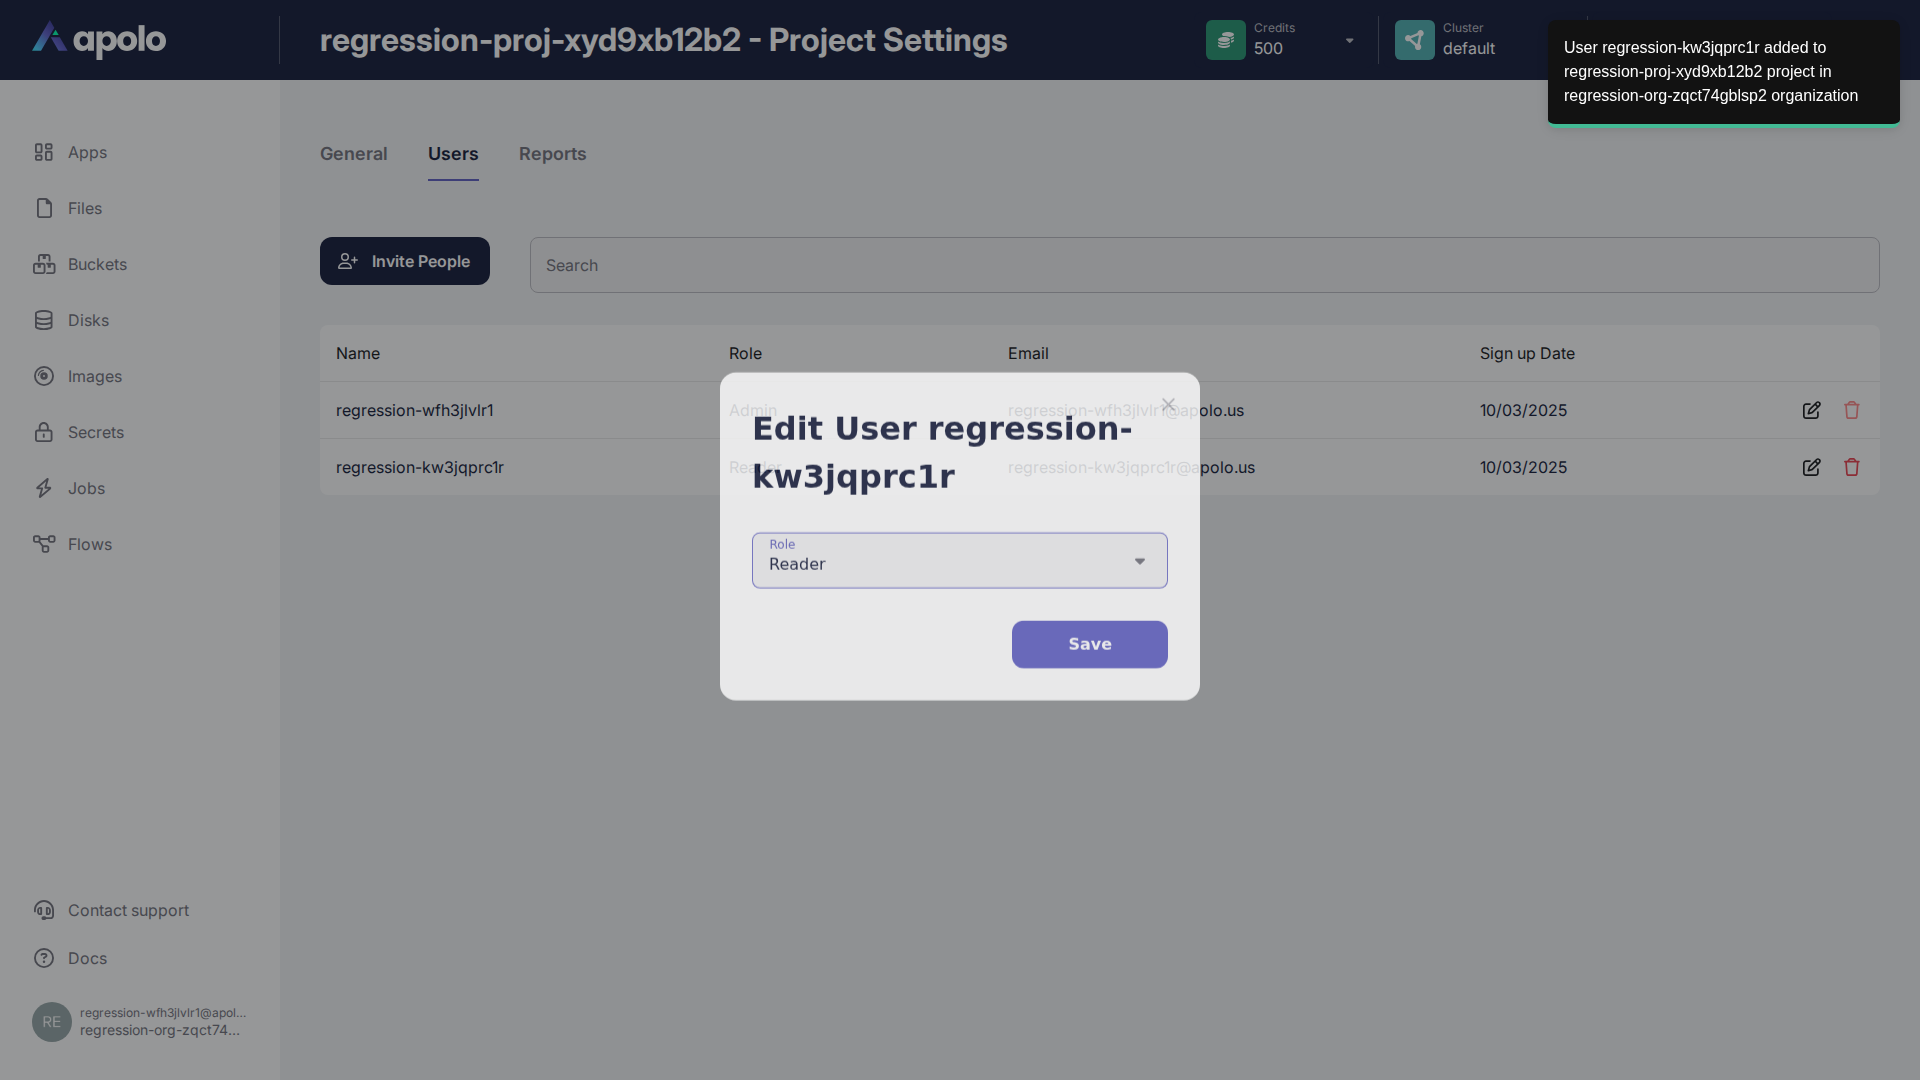 apolo
regression-proj-xyd9xb12b2 - Project Settings
Credits
500
Cluster
default
User regression-kw3jqprc1r added to
regression-proj-xyd9xb12b2 project in
regression-org-zqct74gblsp2 organization
Apps
Files
Buckets
Disks
Images
Secrets
Jobs
Flows
General Users Reports
Invite People
Search
Name Role Email Sign up Date
regression-wfh3jlvlr1 Admin regression-wfh3jlvlr1@apolo.us 10/03/2025
regression-kw3jqprc1r Reader regression-kw3jqprc1r@apolo.us 10/03/2025
Edit User regression-
kw3jqprc1r
Role
Reader
Save
Contact support
Docs
RE
regression-wfh3jlvlr1@apol...
regression-org-zqct74...